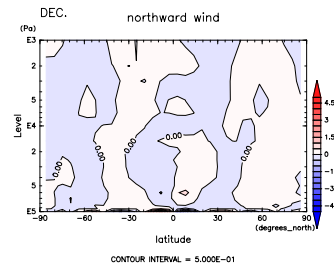 DEC.
northward wind
(Pa)
E3
2
5
E4
2
5
E5
Level
0.00
0.00
0.00
0.00
0.00
0.00
4.5
3
1.5
0
−1
−3
−4
−90 −60 −30 0 30 60 90
(degrees_north)
latitude
CONTOUR INTERVAL = 5.000E−01